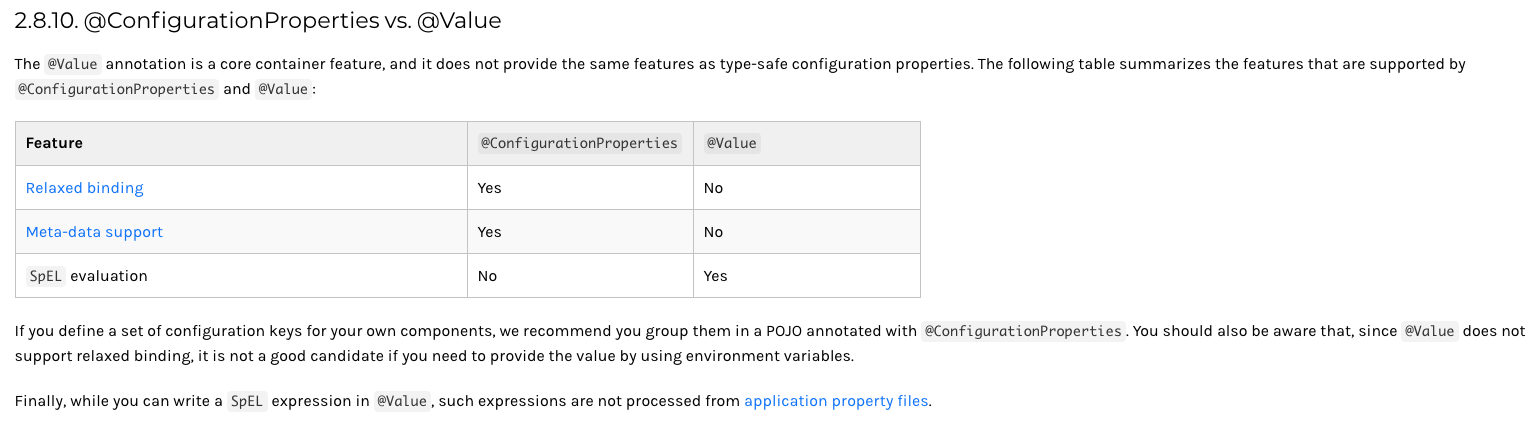 2.8.10. @ConfigurationProperties vs. @Value
The @Value annotation is a core container feature, and it does not provide the same features as type-safe configuration properties. The following table summarizes the features that are supported by
@ConfigurationProperties and @Value:
Feature @ConfigurationProperties @Value
Relaxed binding Yes No
Meta-data support Yes No
SpEL evaluation No Yes
If you define a set of configuration keys for your own components, we recommend you group them in a POJO annotated with @ConfigurationProperties. You should also be aware that, since @Value does not
support relaxed binding, it is not a good candidate if you need to provide the value by using environment variables.
Finally, while you can write a SpEL expression in @Value, such expressions are not processed from application property files.